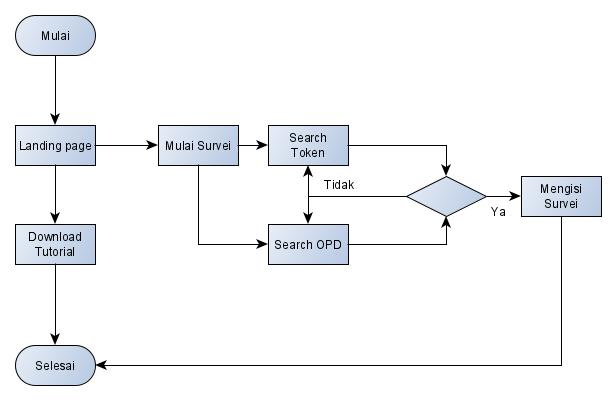 Mulai
Landing page
Mulai Survei
Search
Token
Tidak
Ya
Mengisi
Survei
Download
Tutorial
Search OPD
Selesai